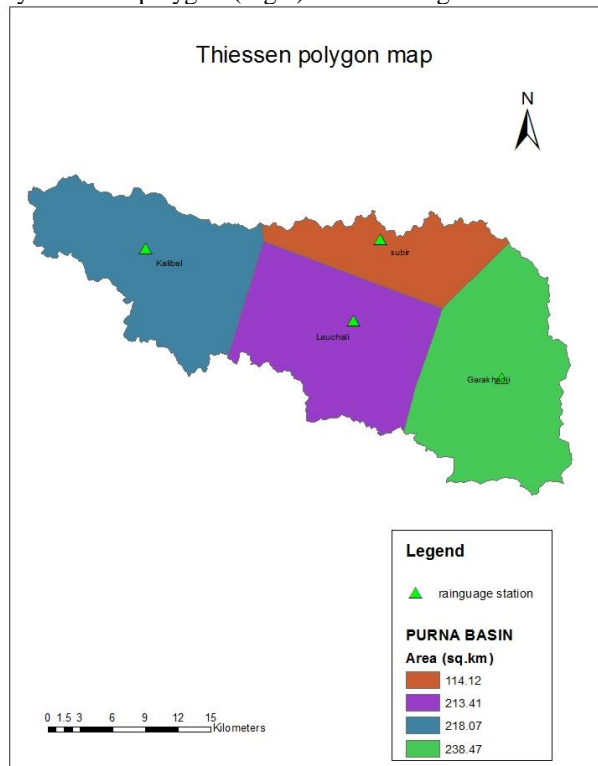 Thiessen polygon map
N
Kalibel
subir
Lauchali
Garakhadi
Legend
rainguage station
PURNA BASIN
Area (sq.km)
114.12
213.41
218.07
238.47
0 1.5 3 6 9 12 15
Kilometers